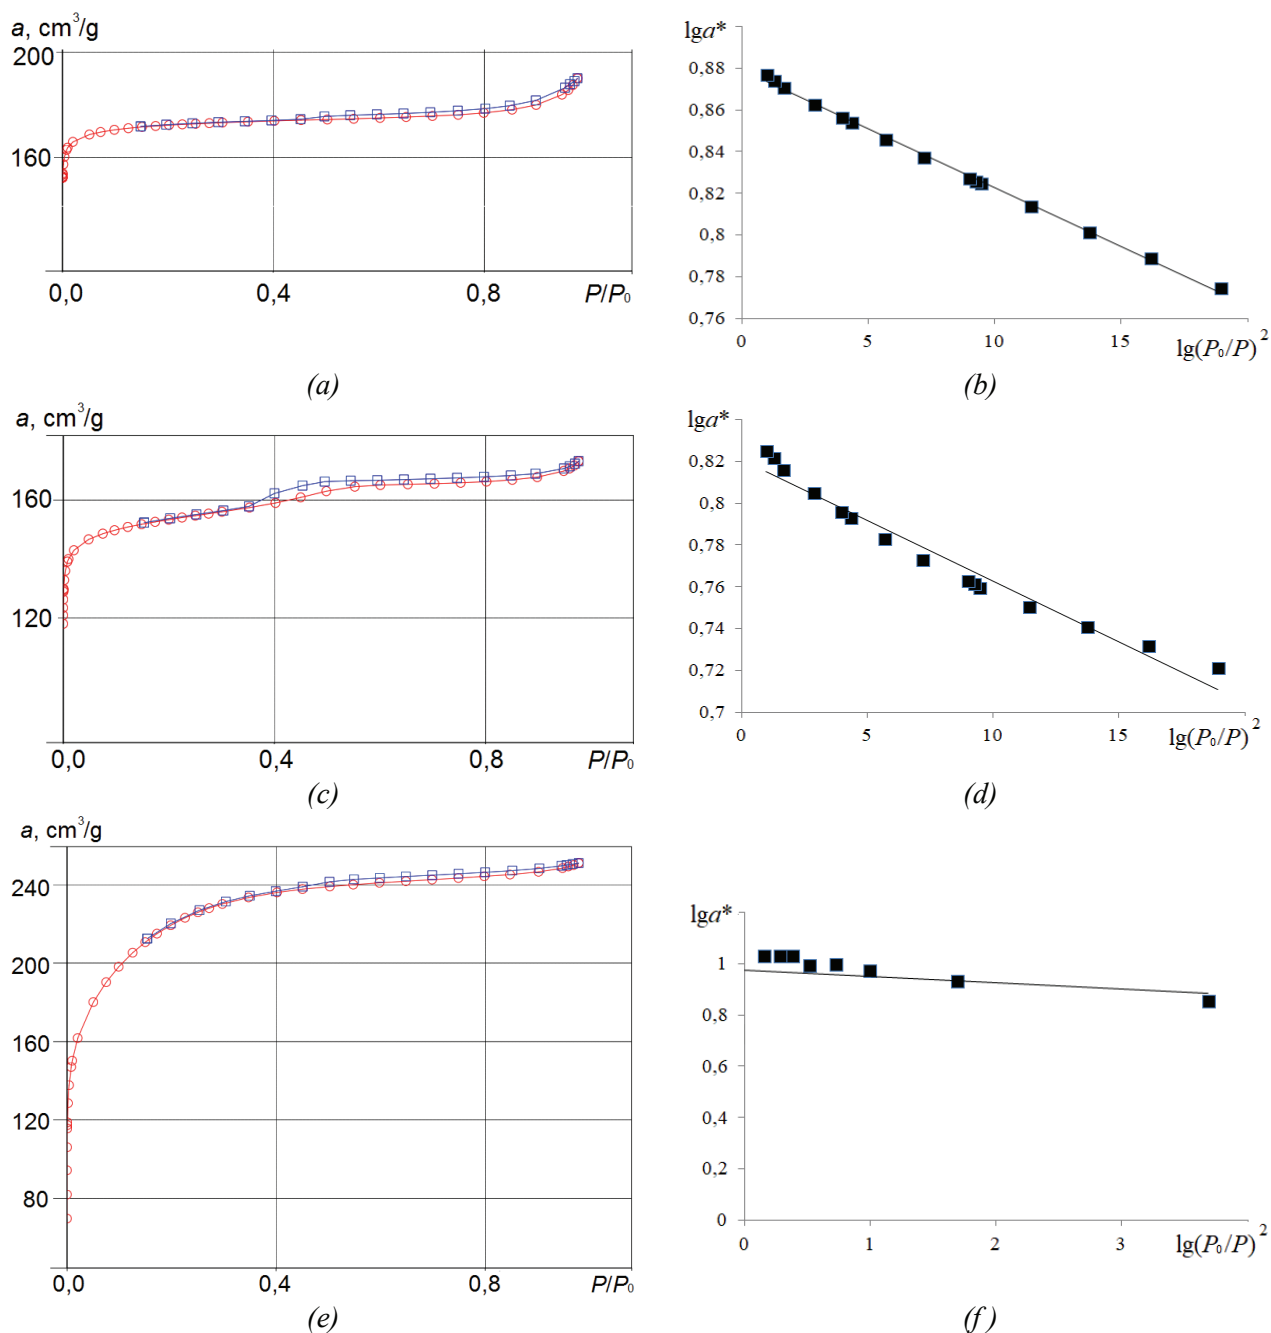 a, cm³/g
200
160
0,0 0,4 0,8 P/P₀
(a)
lga*
0,88
0,86
0,84
0,82
0,8
0,78
0,76
0 5 10 15
lg(P₀/P)²
(b)
a, cm³/g
160
120
0,0 0,4 0,8 P/P₀
(c)
lga*
0,82
0,8
0,78
0,76
0,74
0,72
0,7
0 5 10 15
lg(P₀/P)²
(d)
a, cm³/g
240
200
160
120
80
0,0 0,4 0,8 P/P₀
(e)
lga*
1
0,8
0,6
0,4
0,2
0
0 1 2 3
lg(P₀/P)²
(f )